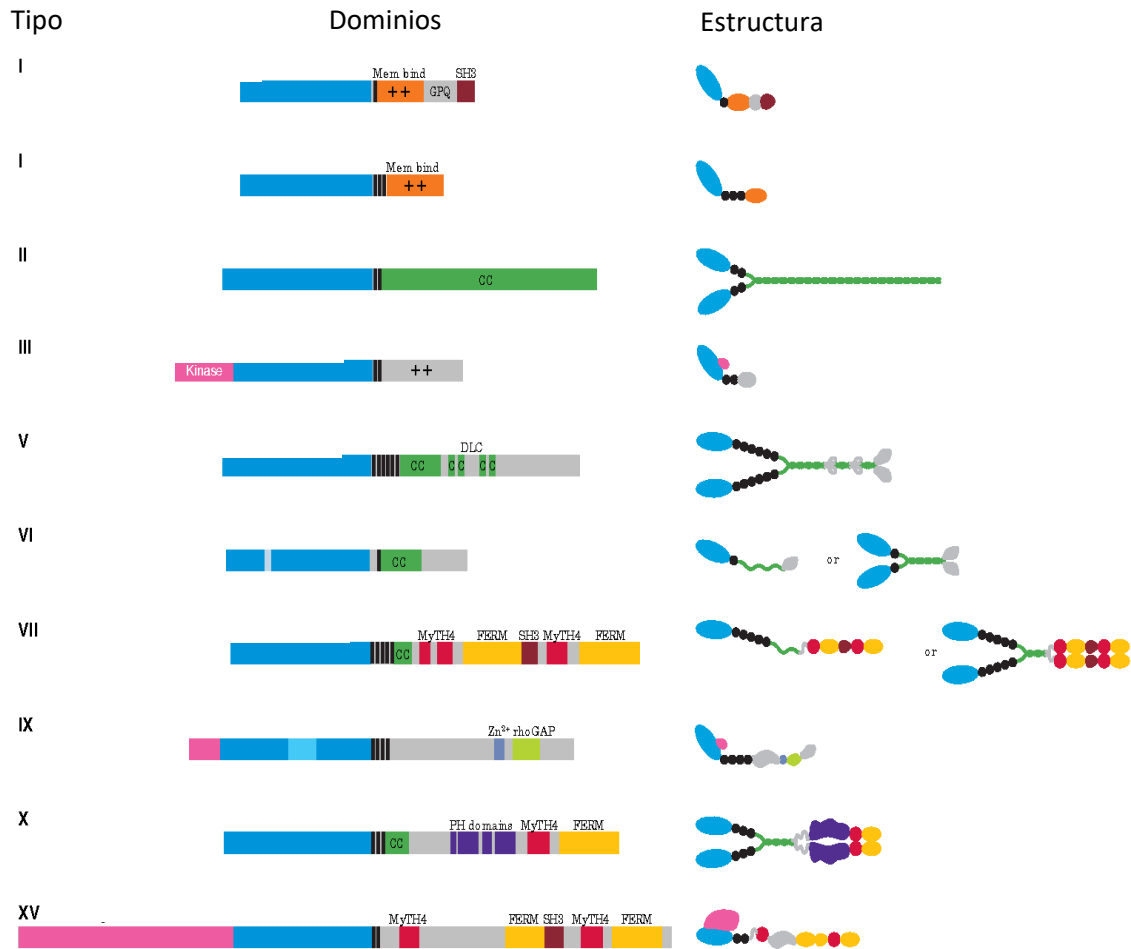 Tipo Dominios Estructura
I
Mem bind SH3
++ GPQ
I
Mem bind
++
II
CC
III
Kinase ++
V
DLC
CC C C C C
VI
CC
or
VII
MyTH4 FERM SH3 MyTH4 FERM
CC
or
IX
Zn²⁺ rhoGAP
X
PH domains MyTH4 FERM
CC
XV
MyTH4 FERM SH3 MyTH4 FERM